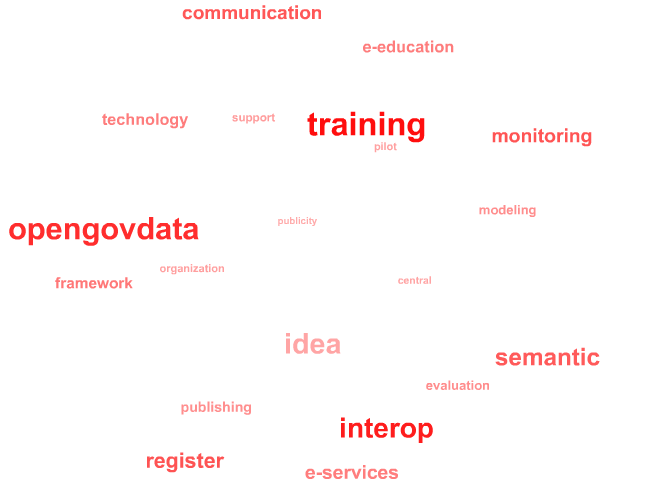 communication
e-education
technology
support
training
monitoring
pilot
opengovdata
publicity
modeling
organization
framework
central
idea
semantic
evaluation
publishing
interop
register
e-services